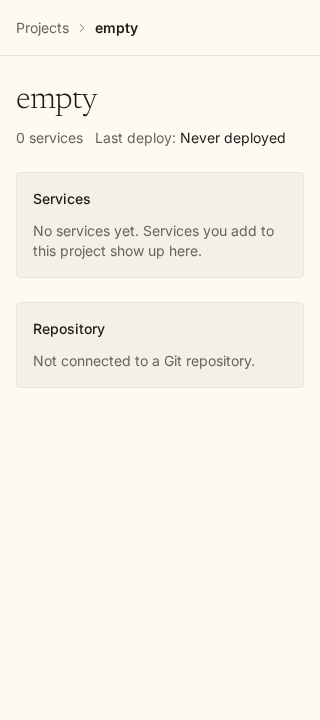 Projects > empty
empty
0 services Last deploy: Never deployed
Services
No services yet. Services you add to
this project show up here.
Repository
Not connected to a Git repository.